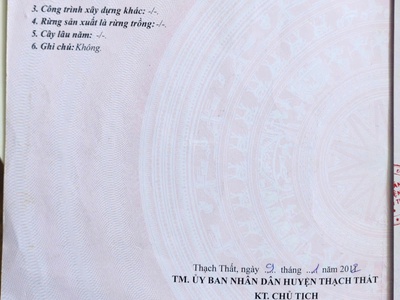 3. Công trình xây dựng khác: -/-.
4. Rừng sản xuất là rừng trồng: -/-.
5. Cây lâu năm: -/-.
6. Ghi chú: Không.
Thạch Thất, ngày 9. tháng ..1 năm 2018
TM. ỦY BAN NHÂN DÂN HUYỆN THẠCH THẤT
KT. CHỦ TỊCH